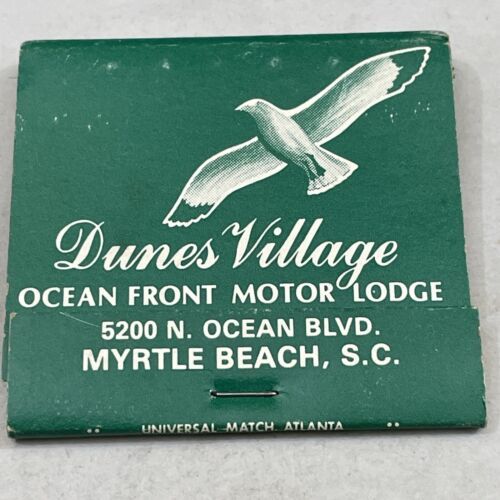 Dunes Village
OCEAN FRONT MOTOR LODGE
5200 N. OCEAN BLVD.
MYRTLE BEACH, S.C.
UNIVERSAL MATCH, ATLANTA